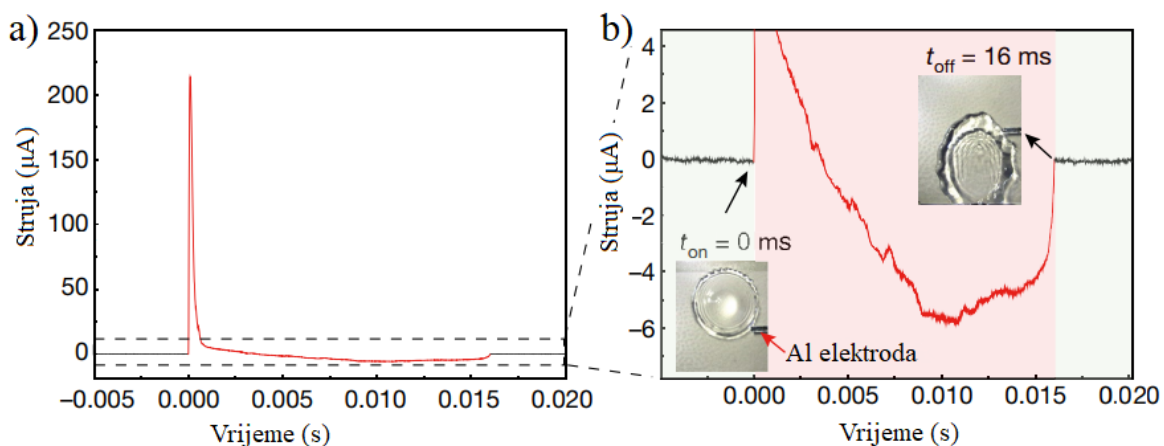 a)
250
200
150
100
50
0
Struja (μA)
−0.005 0.000 0.005 0.010 0.015 0.020
Vrijeme (s)
b)
4
2
0
−2
−4
−6
Struja (μA)
t_off = 16 ms
t_on = 0 ms
Al elektroda
0.000 0.005 0.010 0.015 0.020
Vrijeme (s)